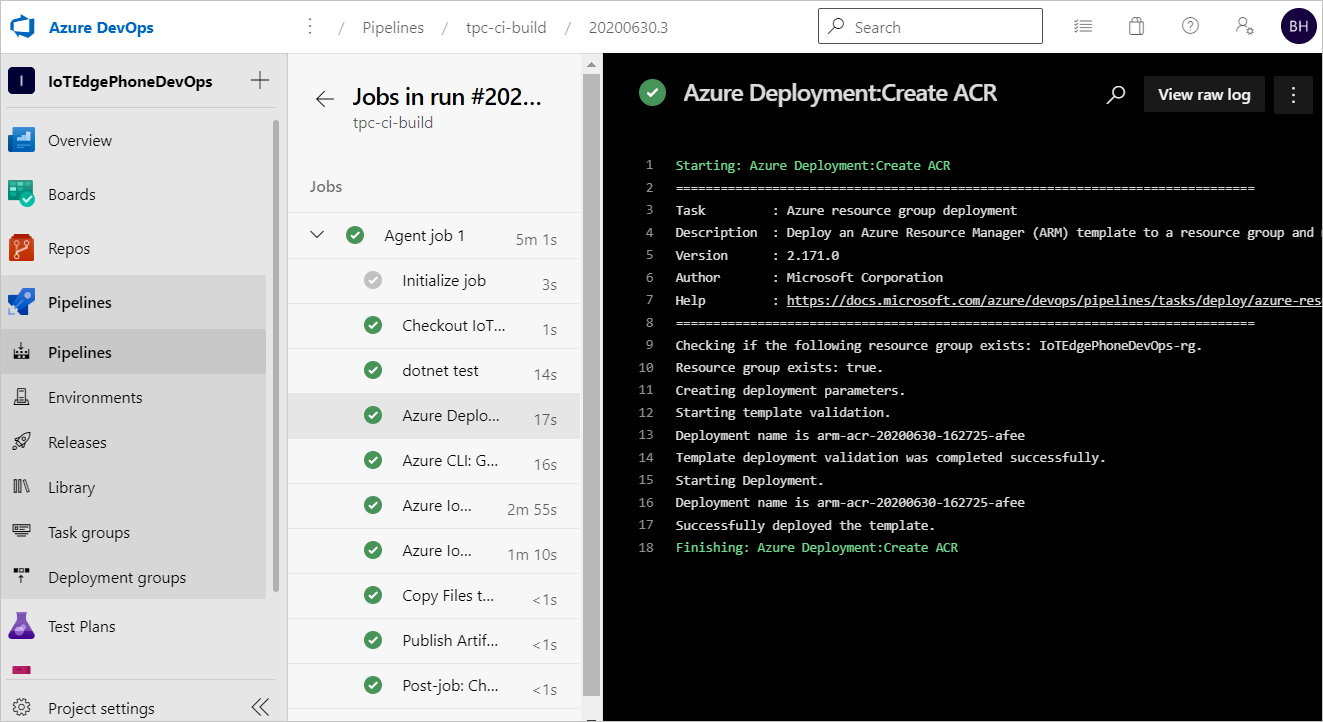 Azure DevOps
/ Pipelines / tpc-ci-build / 20200630.3
Search
BH
I IoTEdgePhoneDevOps
Overview
Boards
Repos
Pipelines
Pipelines
Environments
Releases
Library
Task groups
Deployment groups
Test Plans
Project settings
Jobs in run #202...
tpc-ci-build
Jobs
Agent job 1 5m 1s
Initialize job 3s
Checkout IoT... 1s
dotnet test 14s
Azure Deplo... 17s
Azure CLI: G... 16s
Azure Io... 2m 55s
Azure Io... 1m 10s
Copy Files t... <1s
Publish Artif... <1s
Post-job: Ch... <1s
Azure Deployment:Create ACR
View raw log
1 Starting: Azure Deployment:Create ACR
2 ==============================================================================
3 Task : Azure resource group deployment
4 Description : Deploy an Azure Resource Manager (ARM) template to a resource group and
5 Version : 2.171.0
6 Author : Microsoft Corporation
7 Help : https://docs.microsoft.com/azure/devops/pipelines/tasks/deploy/azure-res
8 ==============================================================================
9 Checking if the following resource group exists: IoTEdgePhoneDevOps-rg.
10 Resource group exists: true.
11 Creating deployment parameters.
12 Starting template validation.
13 Deployment name is arm-acr-20200630-162725-afee
14 Template deployment validation was completed successfully.
15 Starting Deployment.
16 Deployment name is arm-acr-20200630-162725-afee
17 Successfully deployed the template.
18 Finishing: Azure Deployment:Create ACR